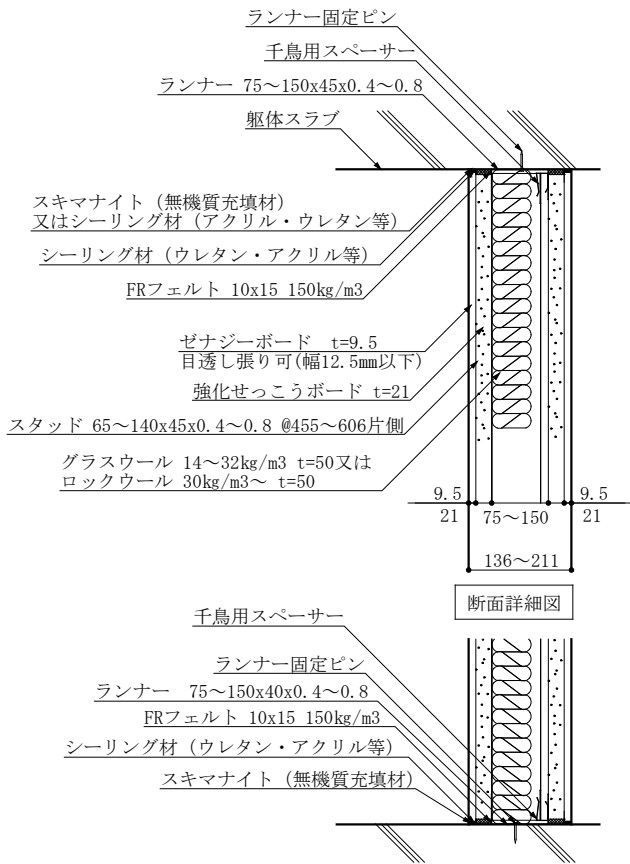 ランナー固定ピン
千鳥用スペーサー
ランナー 75～150x45x0.4～0.8
躯体スラブ
スキマナイト（無機質充填材）
又はシーリング材（アクリル・ウレタン等）
シーリング材（ウレタン・アクリル等）
FRフェルト 10x15 150kg/m3
ゼナジーボード t=9.5
目透し張り可(幅12.5mm以下)
強化せっこうボード t=21
スタッド 65～140x45x0.4～0.8 @455～606片側
グラスウール 14～32kg/m3 t=50又は
ロックウール 30kg/m3～ t=50
9.5 9.5
21 75～150 21
136～211
断面詳細図
千鳥用スペーサー
ランナー固定ピン
ランナー 75～150x40x0.4～0.8
FRフェルト 10x15 150kg/m3
シーリング材（ウレタン・アクリル等）
スキマナイト（無機質充填材）